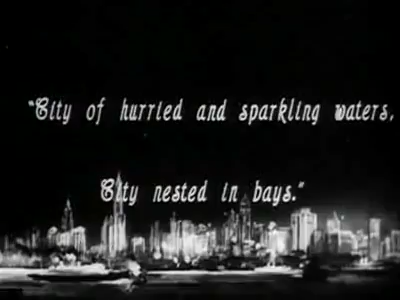 "City of hurried and sparkling waters,
City nested in bays."